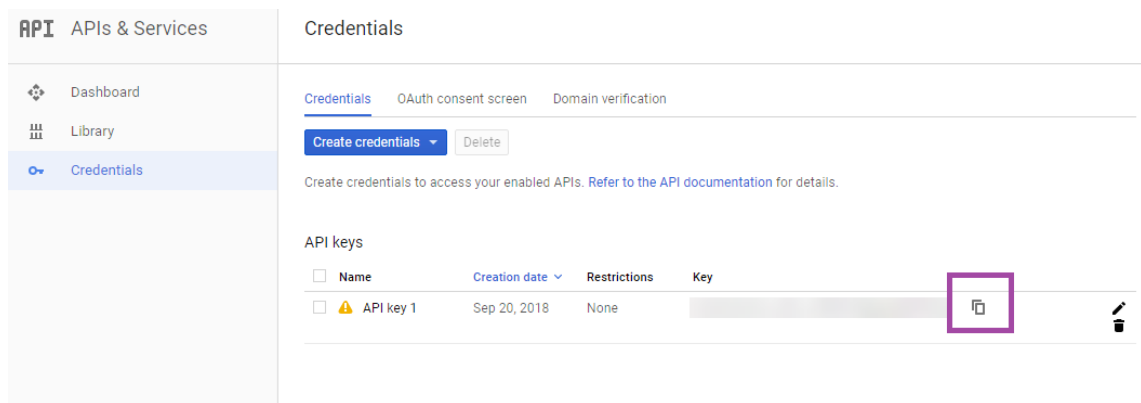 API APIs & Services
Credentials
Dashboard
Library
Credentials
Credentials OAuth consent screen Domain verification
Create credentials Delete
Create credentials to access your enabled APIs. Refer to the API documentation for details.
API keys
Name Creation date Restrictions Key
API key 1 Sep 20, 2018 None